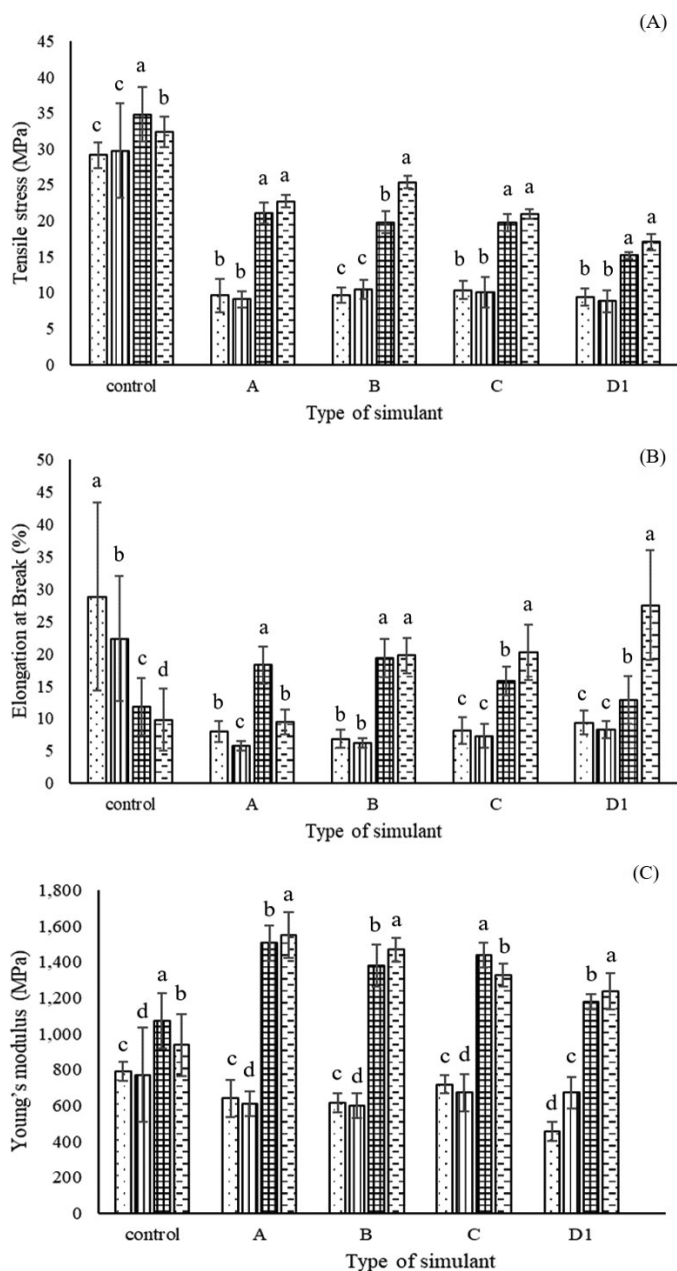 (A)
Tensile stress (MPa)
45
40
35
30
25
20
15
10
5
0
c c a b
b b a a
c c b a
b b a a
b b a a
control A B C D1
Type of simulant
(B)
Elongation at Break (%)
50
45
40
35
30
25
20
15
10
5
0
a b c d
b c a b
b b a a
c c b a
c c b a
control A B C D1
Type of simulant
(C)
Young's modulus (MPa)
1,800
1,600
1,400
1,200
1,000
800
600
400
200
0
c d a b
c d b a
c d b a
c d a b
d c b a
control A B C D1
Type of simulant